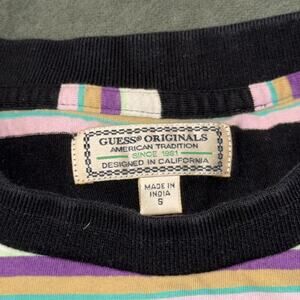 GUESS® ORIGINALS
AMERICAN TRADITION
SINCE 1981
DESIGNED IN CALIFORNIA
MADE IN
INDIA
S